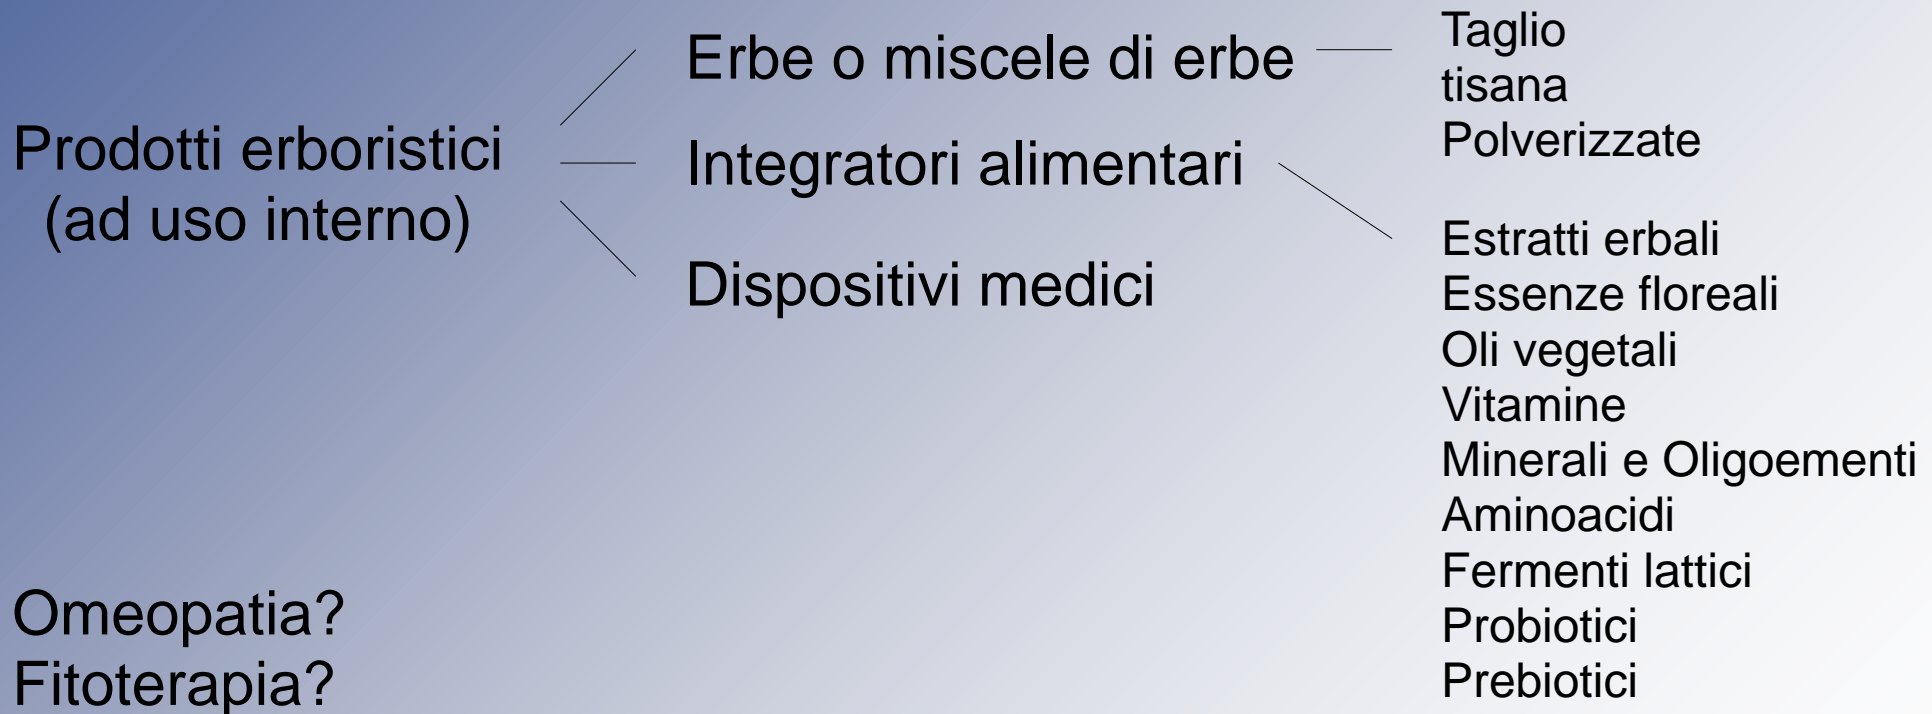 Prodotti erboristici
(ad uso interno)
Erbe o miscele di erbe
Integratori alimentari
Dispositivi medici
Taglio
tisana
Polverizzate
Estratti erbali
Essenze floreali
Oli vegetali
Vitamine
Minerali e Oligoementi
Aminoacidi
Fermenti lattici
Probiotici
Prebiotici
Omeopatia?
Fitoterapia?